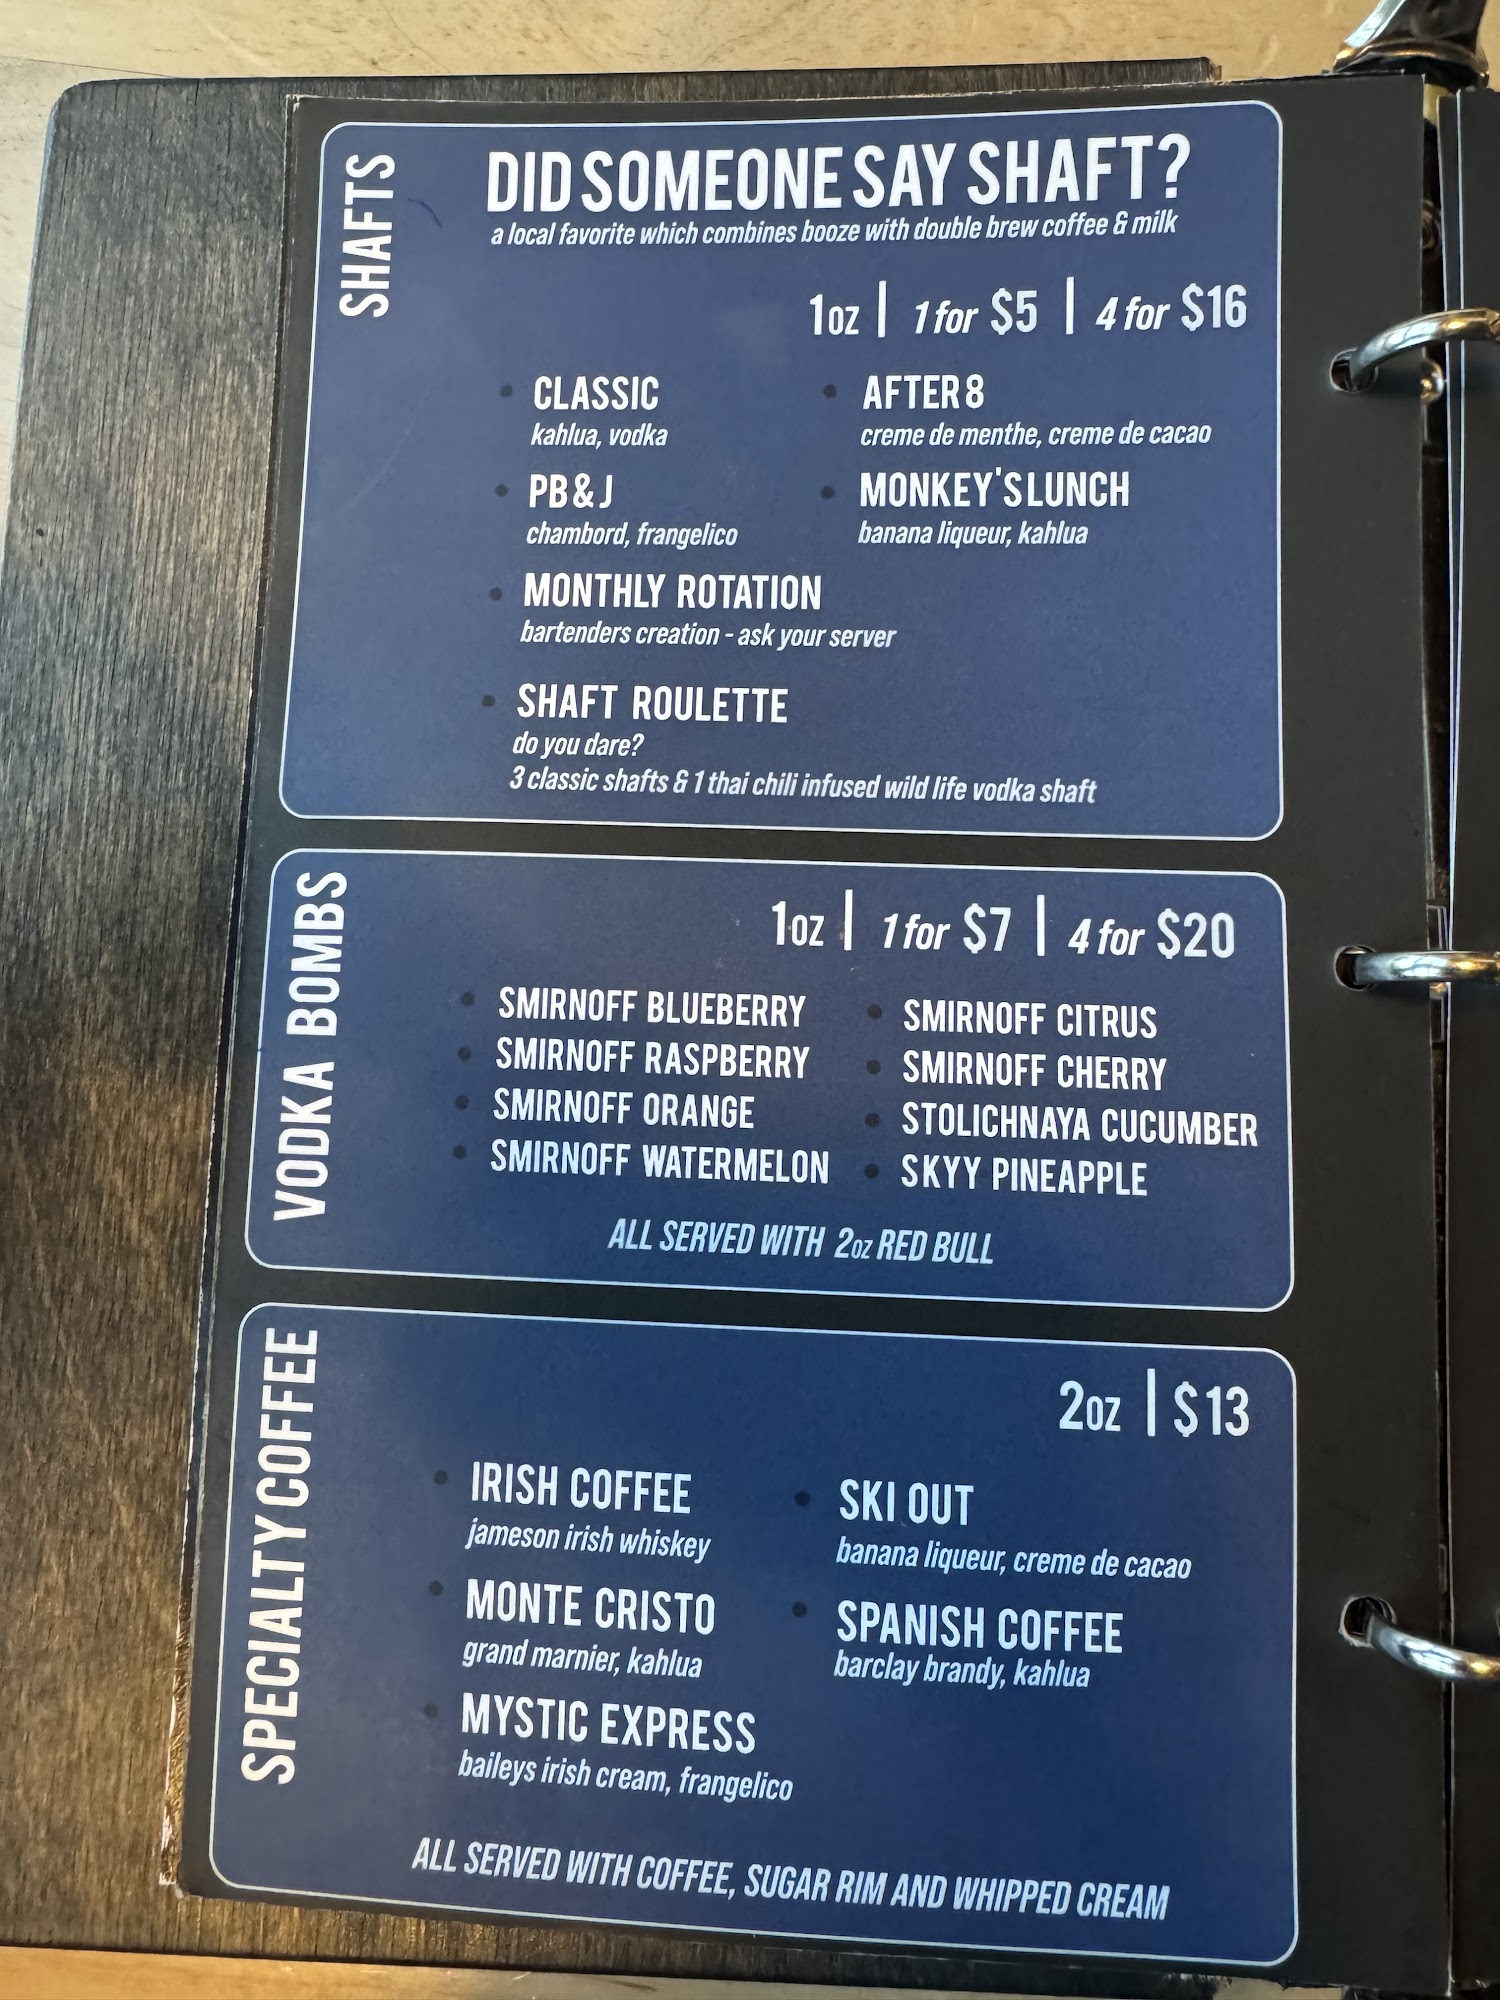 SHAFTS
DID SOMEONE SAY SHAFT?
a local favorite which combines booze with double brew coffee & milk
1oz | 1 for $5 | 4 for $16
CLASSIC
kahlua, vodka
PB & J
chambord, frangelico
AFTER 8
creme de menthe, creme de cacao
MONKEY'S LUNCH
banana liqueur, kahlua
MONTHLY ROTATION
bartenders creation - ask your server
SHAFT ROULETTE
do you dare?
3 classic shafts & 1 thai chili infused wild life vodka shaft
VODKA BOMBS
1oz | 1 for $7 | 4 for $20
SMIRNOFF BLUEBERRY
SMIRNOFF RASPBERRY
SMIRNOFF ORANGE
SMIRNOFF WATERMELON
SMIRNOFF CITRUS
SMIRNOFF CHERRY
STOLICHNAYA CUCUMBER
SKYY PINEAPPLE
ALL SERVED WITH 2oz RED BULL
SPECIALTY COFFEE
2oz | $13
IRISH COFFEE
jameson irish whiskey
MONTE CRISTO
grand marnier, kahlua
MYSTIC EXPRESS
baileys irish cream, frangelico
SKI OUT
banana liqueur, creme de cacao
SPANISH COFFEE
barclay brandy, kahlua
ALL SERVED WITH COFFEE, SUGAR RIM AND WHIPPED CREAM